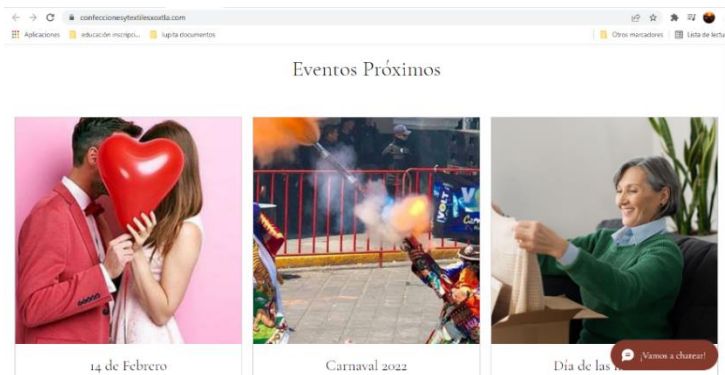 confeccionesytextilesxoxtla.com
Aplicaciones educación inscripci... lupita documentos Otros marcadores Lista de lectu
Eventos Próximos
14 de Febrero
Carnaval 2022
Día de las
¡Vamos a chatear!